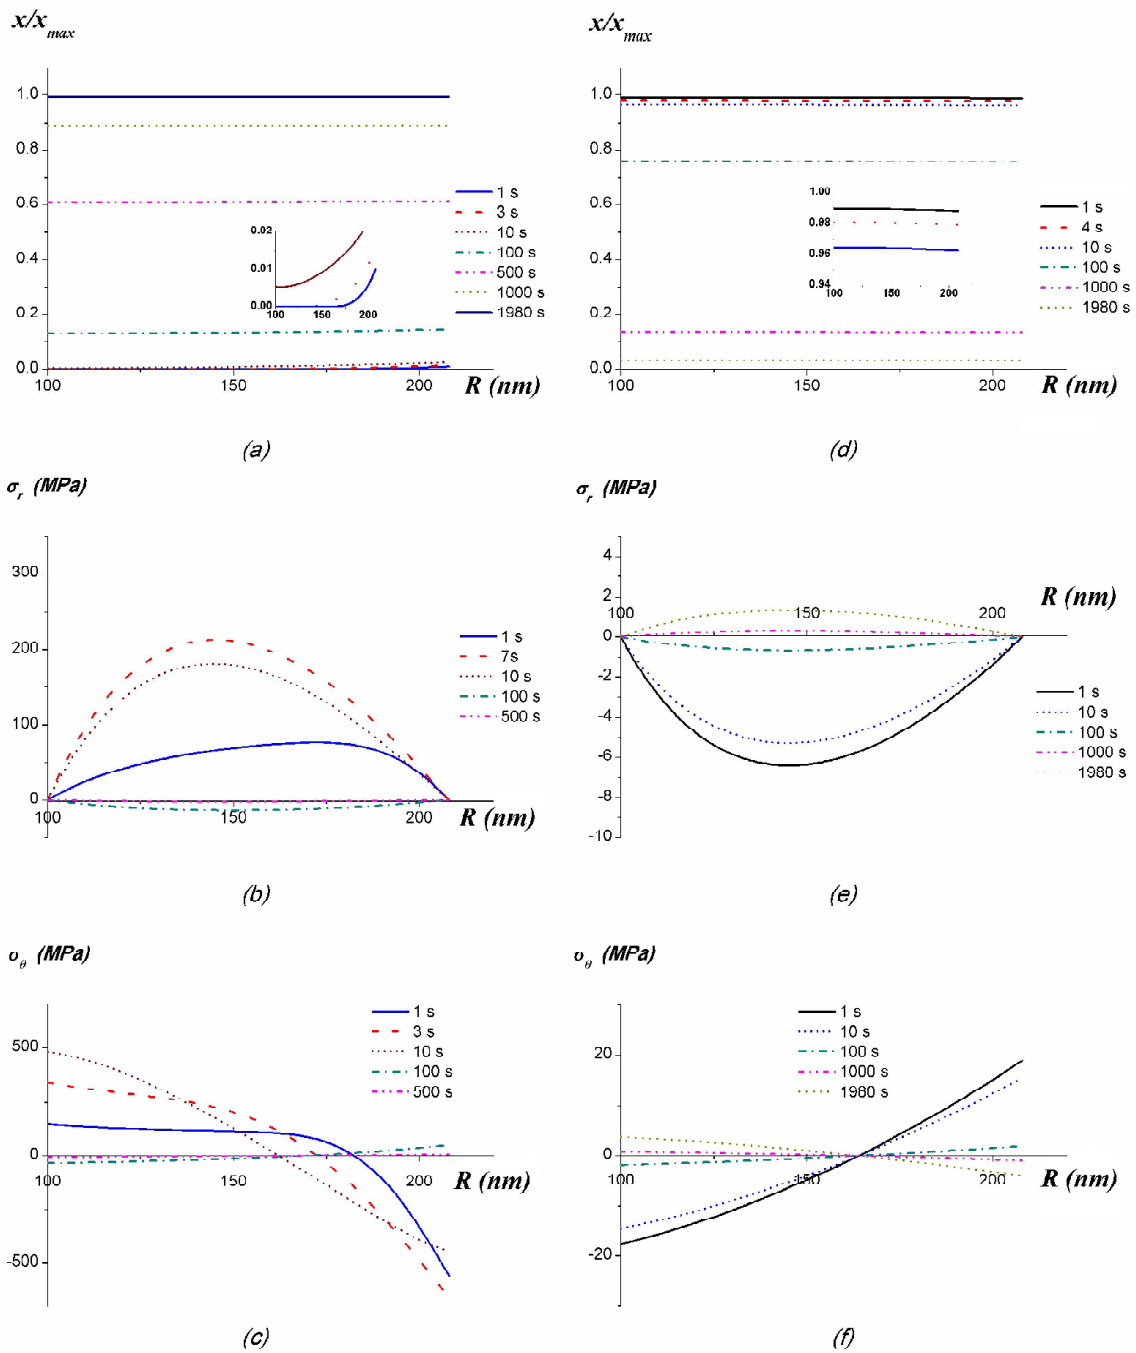 x/x_max
1.0
0.8
0.6
0.4
0.2
0.0
100
150
200
R (nm)
1 s
3 s
10 s
100 s
500 s
1000 s
1980 s
0.02
0.01
0.00
100
150
200
(a)
x/x_max
1.0
0.8
0.6
0.4
0.2
0.0
100
150
200
R (nm)
1 s
4 s
10 s
100 s
1000 s
1980 s
1.00
0.98
0.96
0.94
100
150
200
(d)
σ_r (MPa)
300
200
100
0
100
150
200
R (nm)
1 s
7s
10 s
100 s
500 s
(b)
σ_r (MPa)
4
2
0
-2
-4
-6
-8
-10
100
150
200
R (nm)
1 s
10 s
100 s
1000 s
1980 s
(e)
σ_θ (MPa)
500
0
-500
100
150
200
R (nm)
1 s
3 s
10 s
100 s
500 s
(c)
σ_θ (MPa)
20
0
-20
100
150
200
R (nm)
1 s
10 s
100 s
1000 s
1980 s
(f)